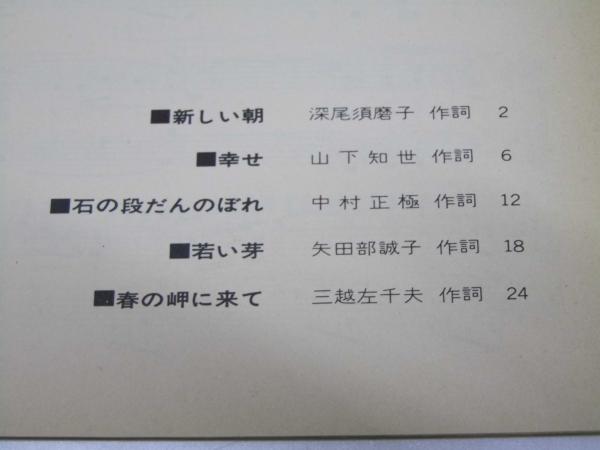 ■新しい朝 深尾須磨子 作詞 2
■幸せ 山下知世 作詞 6
■石の段だんのぼれ 中村正極 作詞 12
■若い芽 矢田部誠子 作詞 18
■春の岬に来て 三越左千夫 作詞 24